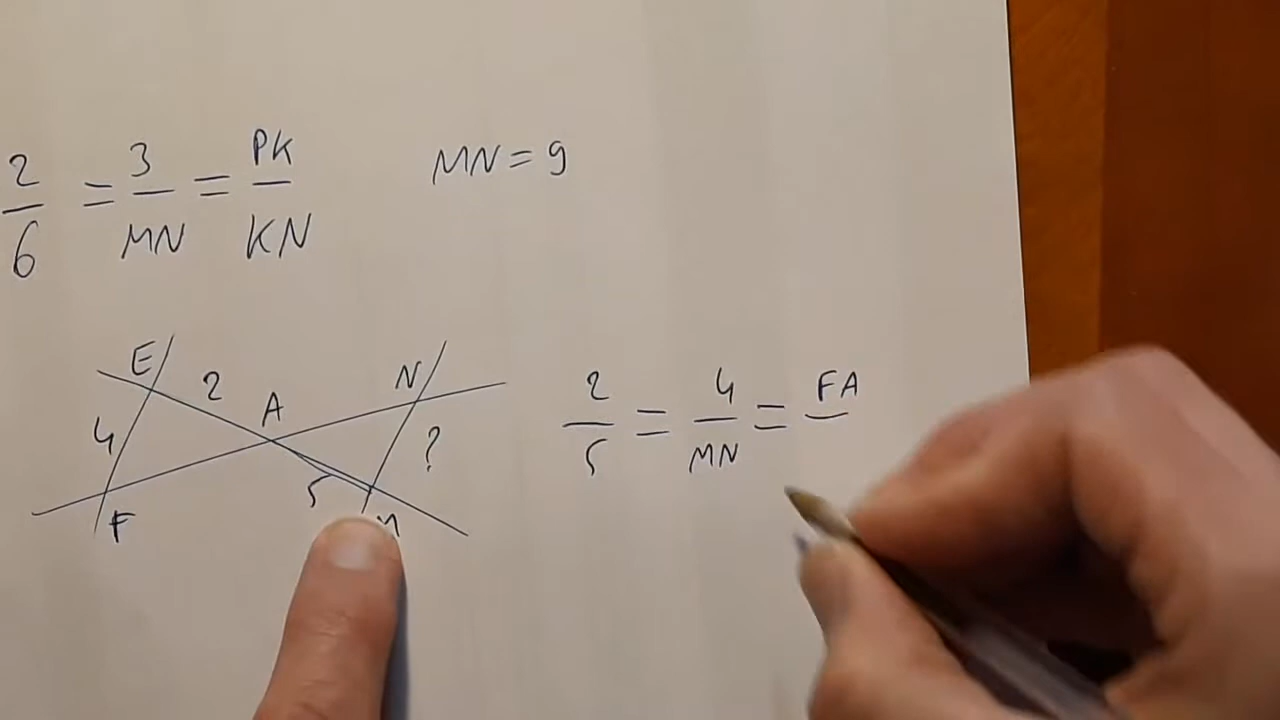 2/6 = 3/MN = PK/KN MN = 9
E 2 A N 4 ? 5 F M
2/5 = 4/MN = FA